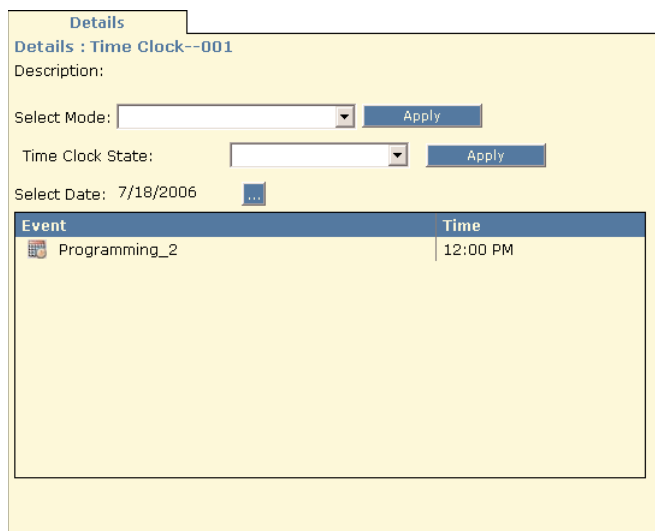 Details
Details : Time Clock--001
Description:
Select Mode: Apply
Time Clock State: Apply
Select Date: 7/18/2006 ...
Event Time
Programming_2 12:00 PM